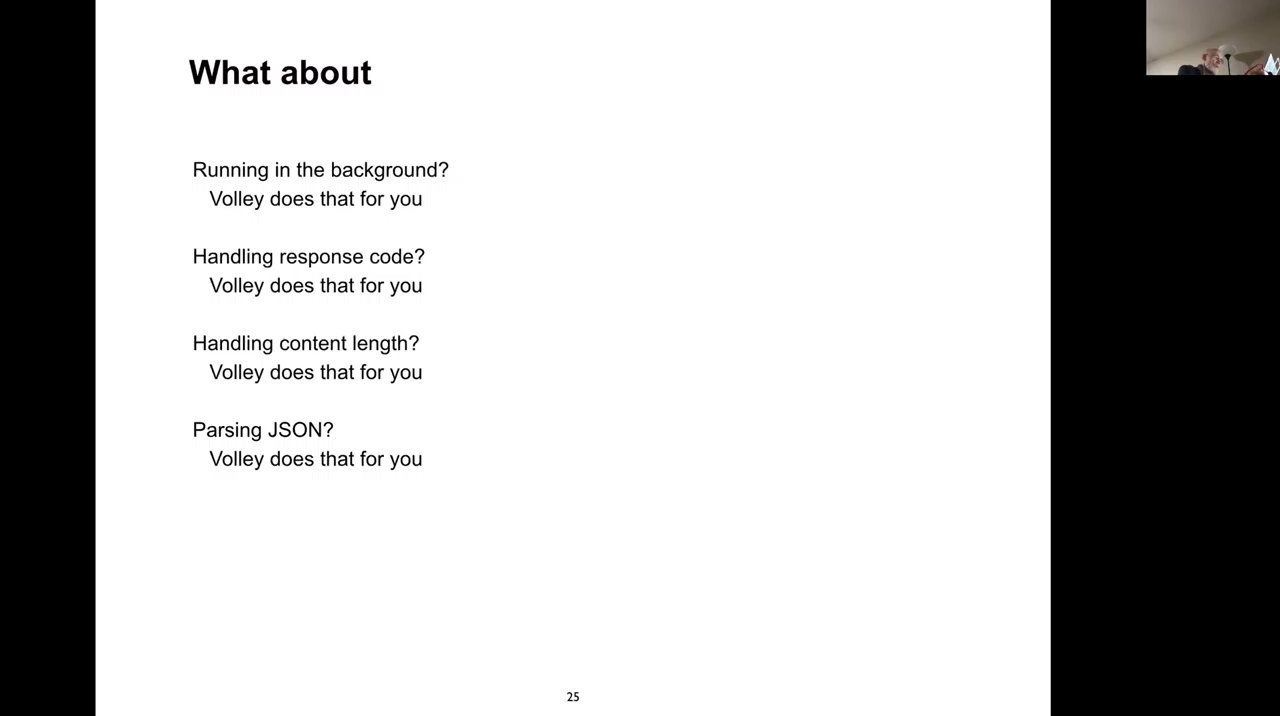 What about
Running in the background?
Volley does that for you
Handling response code?
Volley does that for you
Handling content length?
Volley does that for you
Parsing JSON?
Volley does that for you
25